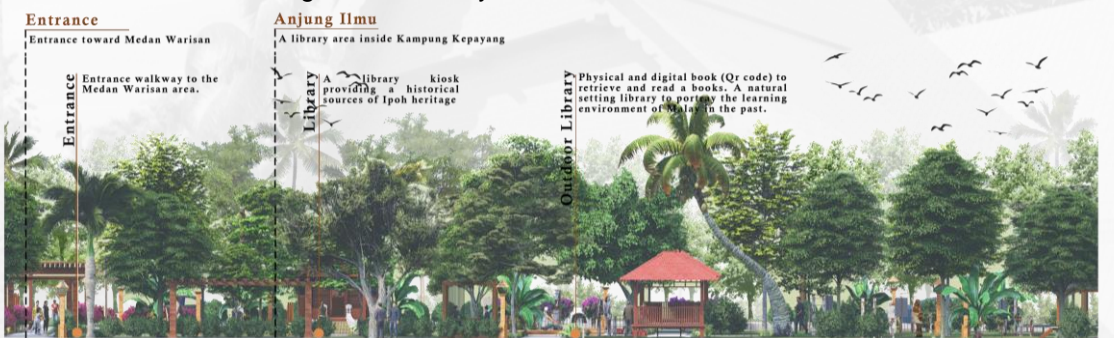 Entrance
Entrance toward Medan Warisan
Entrance
Entrance walkway to the
Medan Warisan area.
Anjung Ilmu
A library area inside Kampung Kepayang
Library
A library kiosk
providing a historical
sources of Ipoh heritage
Outdoor Library
Physical and digital book (Qr code) to
retrieve and read a books. A natural
setting library to portray the learning
environment of Malay in the past.